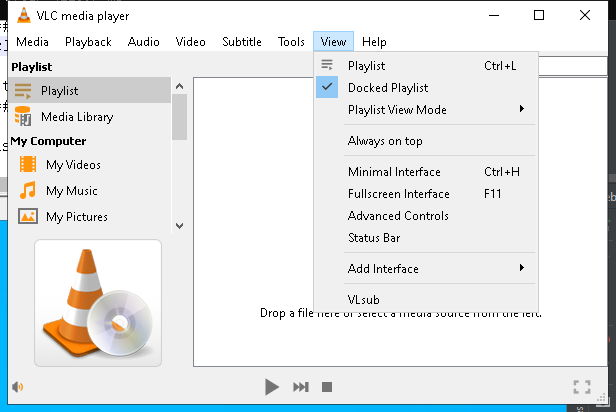 VLC media player
Media Playback Audio Video Subtitle Tools View Help
Playlist
Playlist
Media Library
My Computer
My Videos
My Music
My Pictures
Playlist Ctrl+L
Docked Playlist
Playlist View Mode
Always on top
Minimal Interface Ctrl+H
Fullscreen Interface F11
Advanced Controls
Status Bar
Add Interface
VLsub
Drop a file here or select a media source from the left.